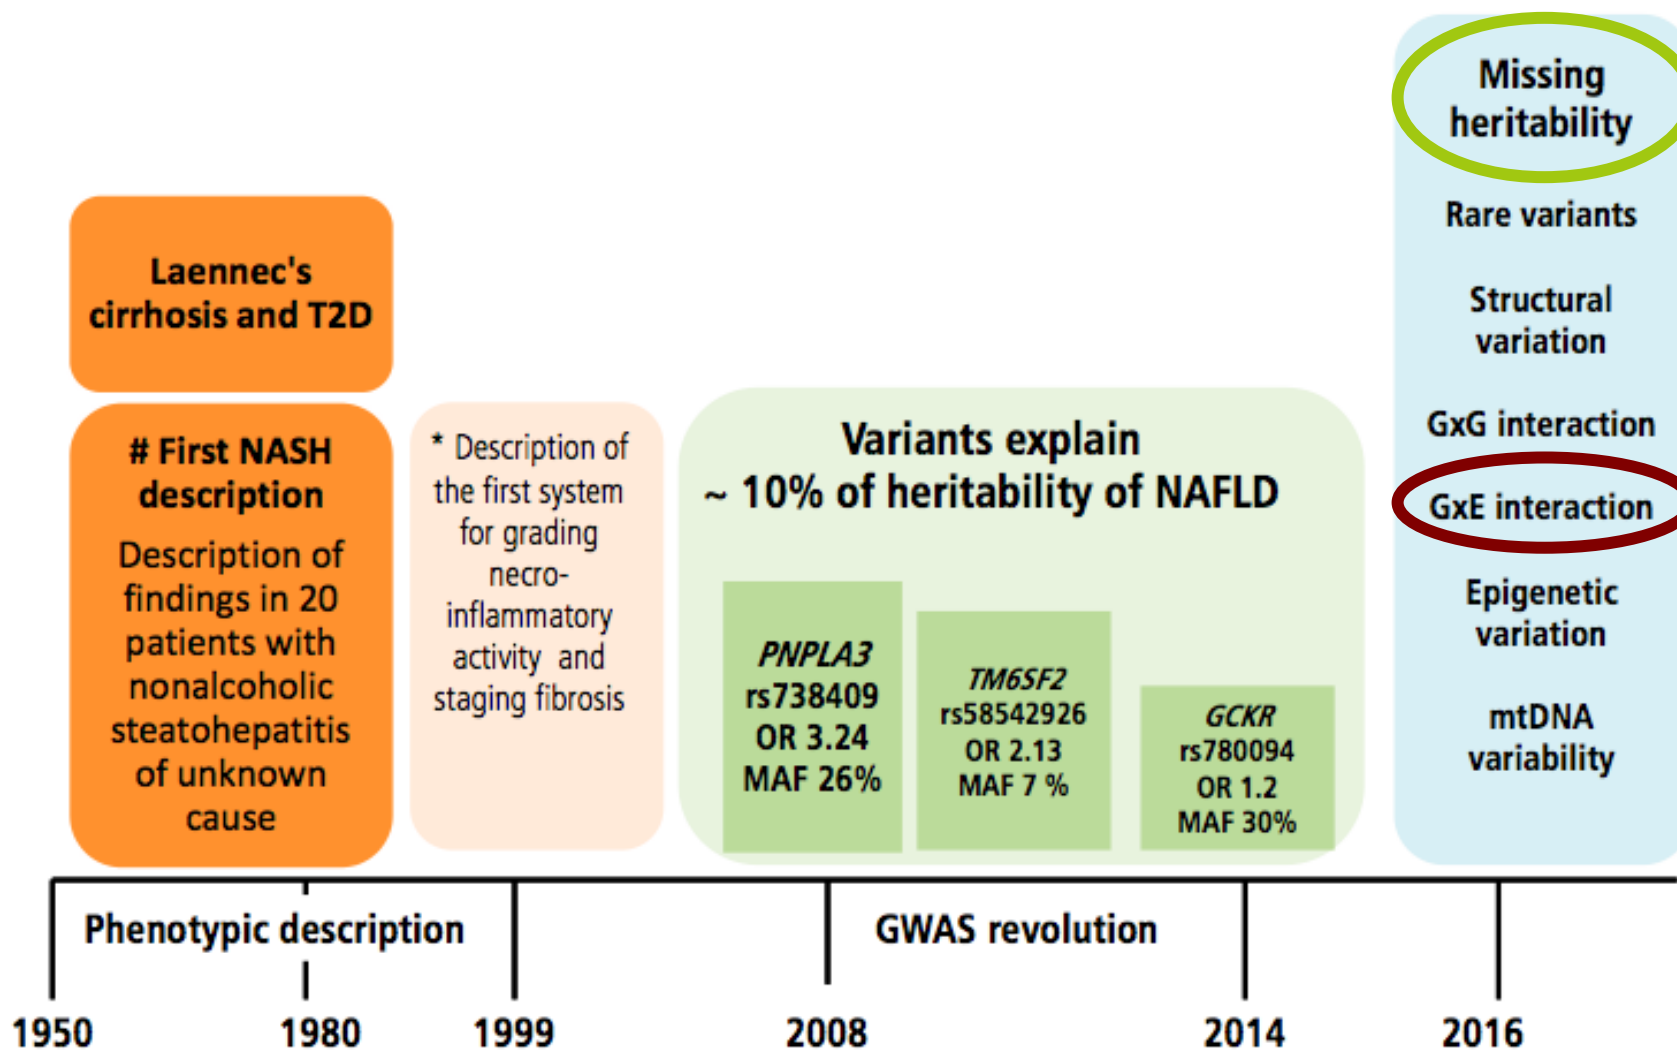 Laennec's
cirrhosis and T2D
# First NASH
description
Description of
findings in 20
patients with
nonalcoholic
steatohepatitis
of unknown
cause
* Description of
the first system
for grading
necro-
inflammatory
activity and
staging fibrosis
Variants explain
~ 10% of heritability of NAFLD
PNPLA3
rs738409
OR 3.24
MAF 26%
TM6SF2
rs58542926
OR 2.13
MAF 7 %
GCKR
rs780094
OR 1.2
MAF 30%
Missing
heritability
Rare variants
Structural
variation
GxG interaction
GxE interaction
Epigenetic
variation
mtDNA
variability
Phenotypic description
GWAS revolution
1950
1980
1999
2008
2014
2016